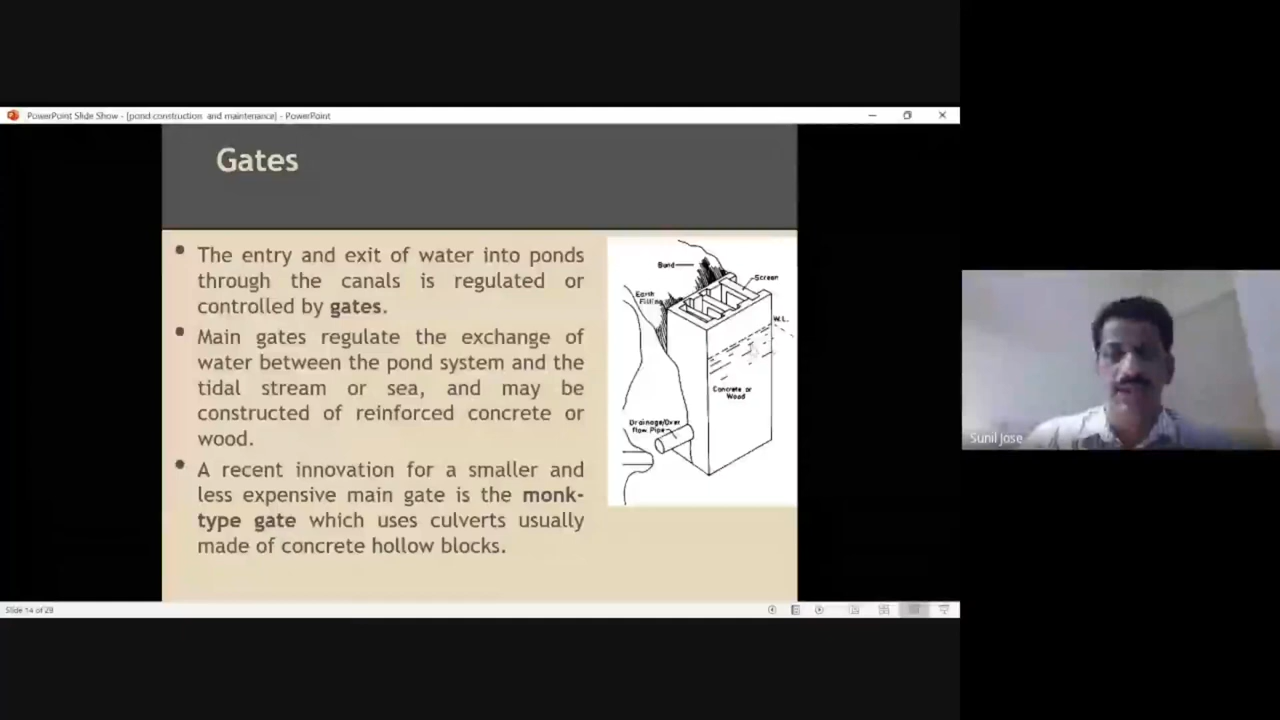 PowerPoint Slide Show - [pond construction and maintenance] - PowerPoint
Gates
• The entry and exit of water into ponds
through the canals is regulated or
controlled by gates.
• Main gates regulate the exchange of
water between the pond system and the
tidal stream or sea, and may be
constructed of reinforced concrete or
wood.
• A recent innovation for a smaller and
less expensive main gate is the monk-
type gate which uses culverts usually
made of concrete hollow blocks.
Bund
Screen
Earth
Filling
W.L.
Concrete or
Wood
Drainage/Over
flow Pipe
Sunil Jose
Slide 14 of 28